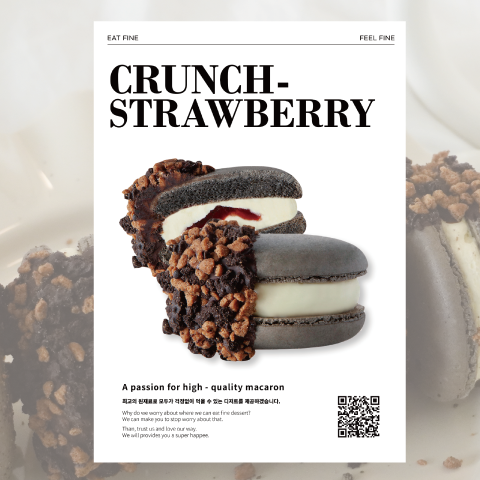 EAT FINE
FEEL FINE
CRUNCH-
STRAWBERRY
A passion for high - quality macaron
최고의 원재료로 모두가 걱정없이 먹을 수 있는 디저트를 제공하겠습니다.
Why do we worry about where we can eat fine dessert?
We can make you to stop worry about that.
Than, trust us and love our way.
We will provides you a super happee.